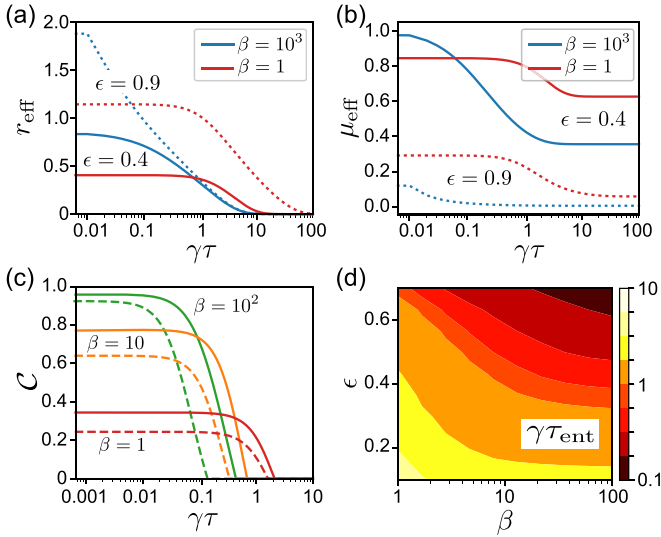 (a)
2.0
1.5
1.0
0.5
0
r_eff
β = 10³
β = 1
ϵ = 0.9
ϵ = 0.4
0.01
0.1
1
10
100
γτ
(b)
1.0
0.8
0.6
0.4
0.2
0.0
μ_eff
β = 10³
β = 1
ϵ = 0.4
ϵ = 0.9
0.01
0.1
1
10
100
γτ
(c)
1.0
0.8
0.6
0.4
0.2
0
C
β = 10²
β = 10
β = 1
0.001
0.01
0.1
1
10
γτ
(d)
0.6
0.4
0.2
ϵ
γτ_ent
1
10
100
β
10
1
0.1